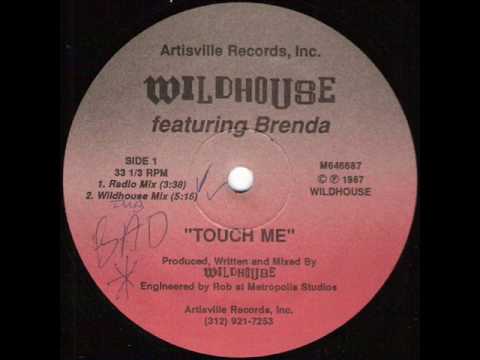 Artisville Records, Inc.
WILDHOUSE
featuring Brenda
SIDE 1
33 1/3 RPM
1. Radio Mix (3:38)
2. Wildhouse Mix (5:15)
BAD
M646687
© ℗ 1987
WILDHOUSE
"TOUCH ME"
Produced, Written and Mixed By
WILDHOUSE
Engineered by Rob at Metropolis Studios
Artisville Records, Inc.
(312) 921-7253